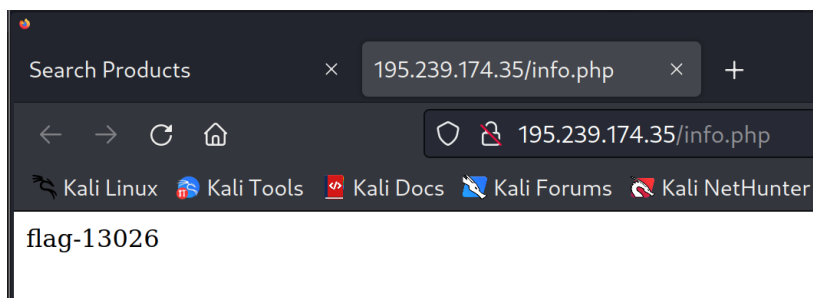 Search Products
195.239.174.35/info.php
195.239.174.35/info.php
Kali Linux Kali Tools Kali Docs Kali Forums Kali NetHunter
flag-13026